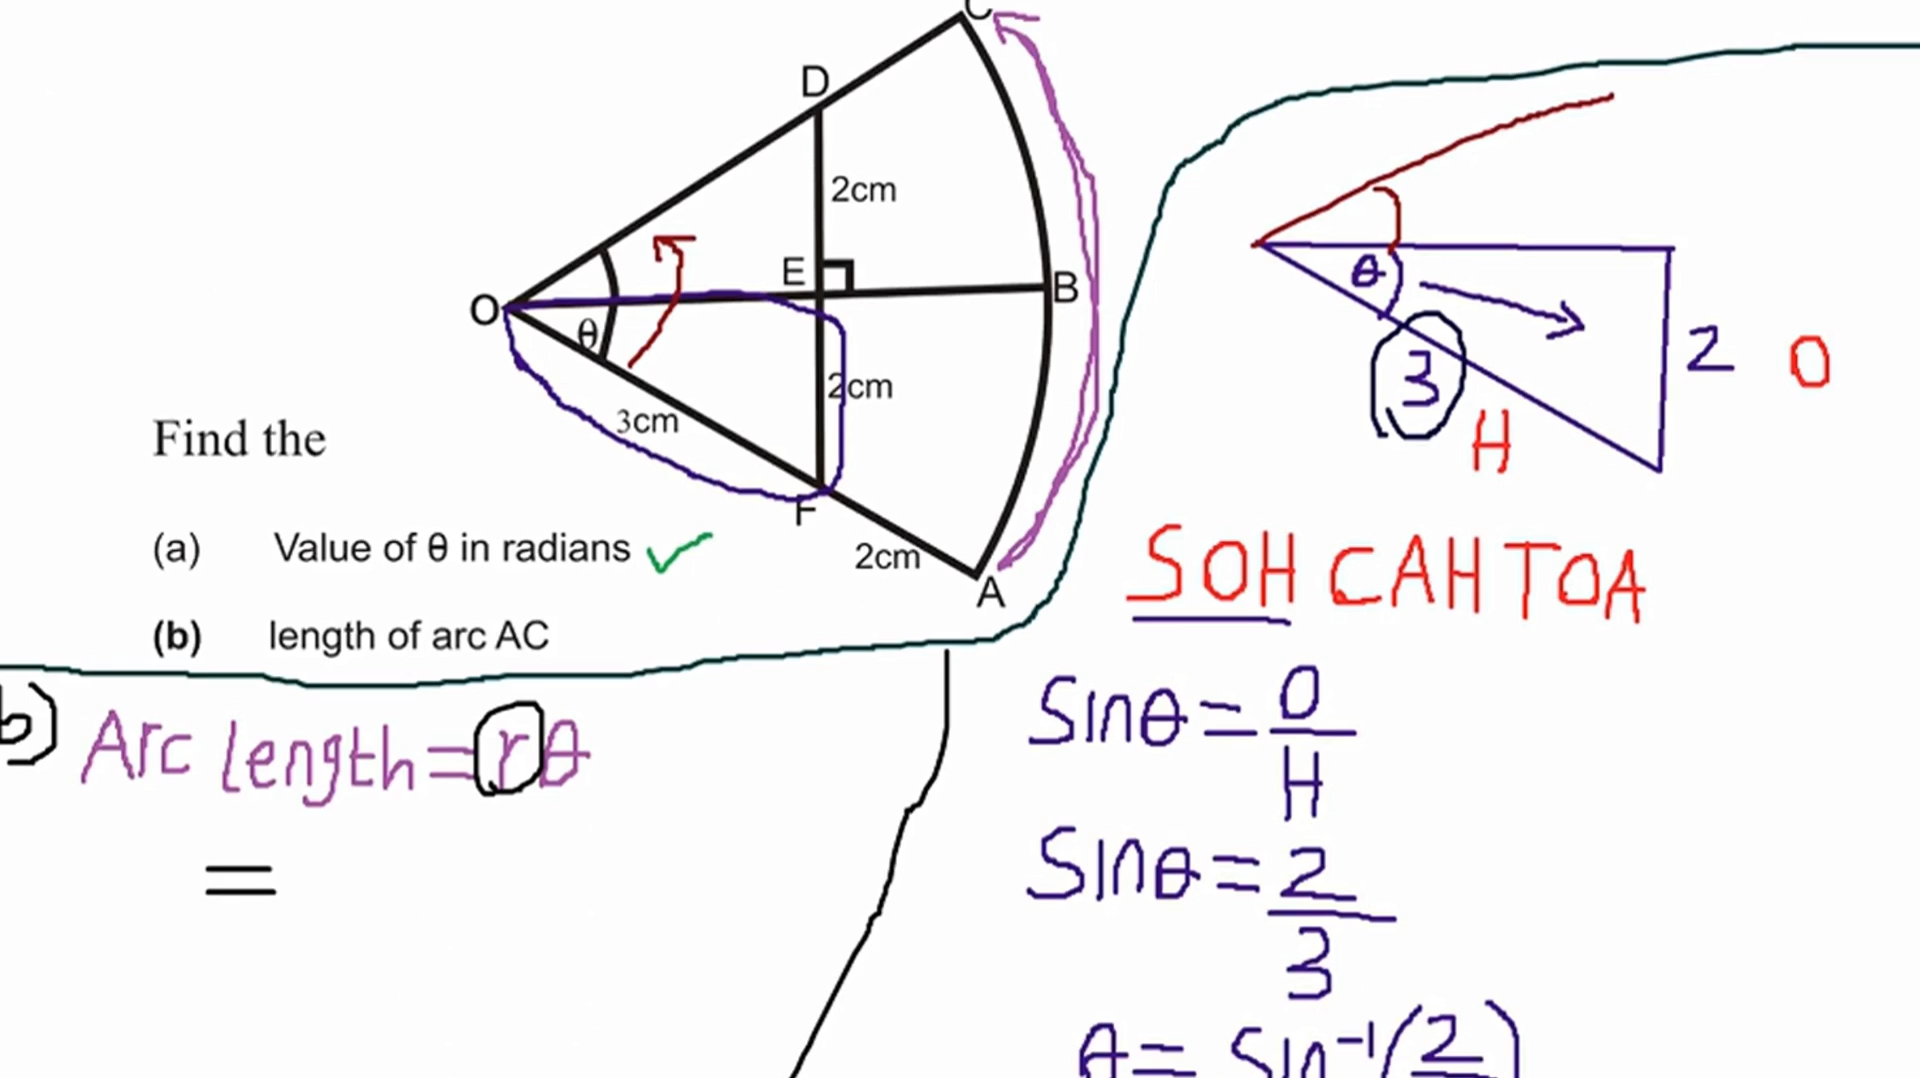 C
D
2cm
E
B
O
θ
2cm
3cm
F
2cm
A
Find the
(a) Value of θ in radians
(b) length of arc AC
θ
3
2
O
H
SOH CAH TOA
Sinθ = O
H
Sinθ = 2
3
θ = Sin⁻¹(2
b) Arc Length = rθ
=